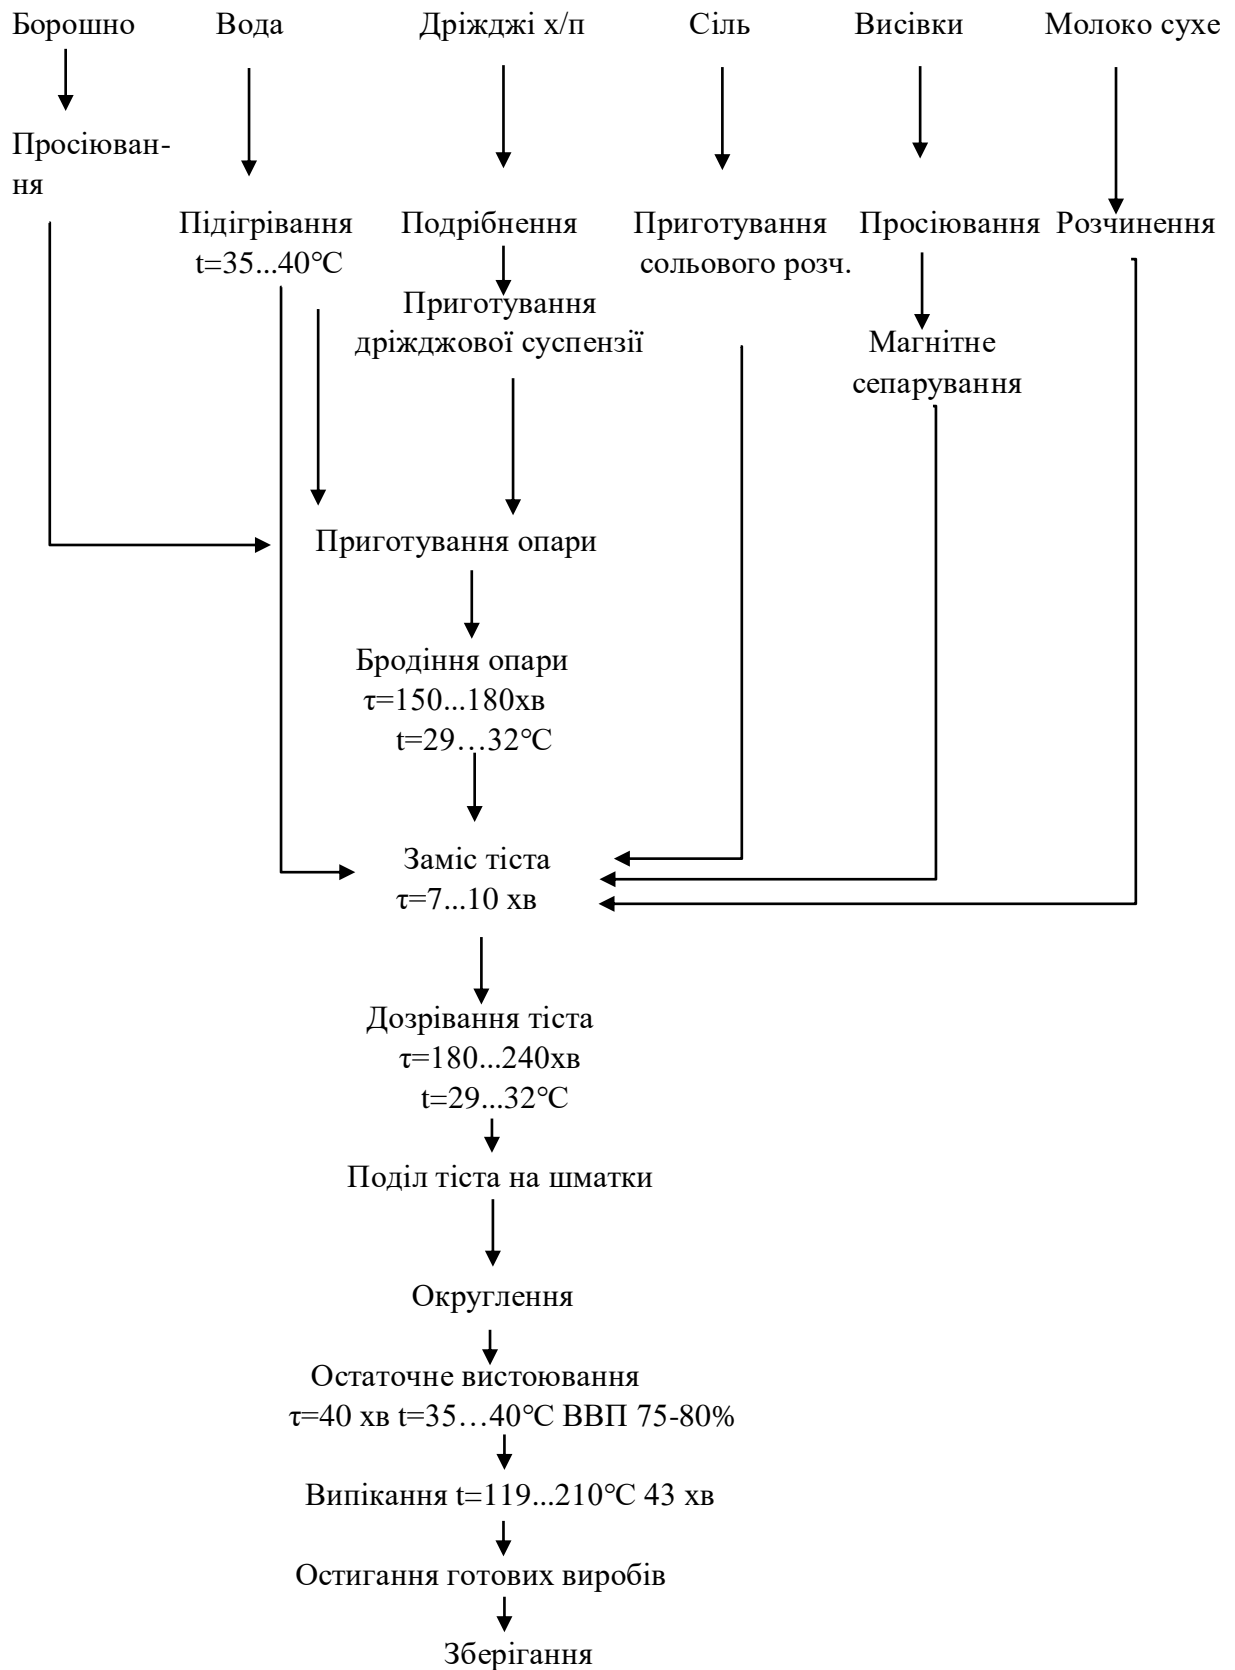 Борошно Вода Дріжджі х/п Сіль Висівки Молоко сухе
Просіюван-
ня
Підігрівання Подрібнення Приготування Просіювання Розчинення
t=35...40°С сольового розч.
Приготування
дріжджової суспензії Магнітне
сепарування
Приготування опари
Бродіння опари
τ=150...180хв
t=29…32°С
Заміс тіста
τ=7...10 хв
Дозрівання тіста
τ=180...240хв
t=29...32°С
Поділ тіста на шматки
Округлення
Остаточне вистоювання
τ=40 хв t=35…40°С ВВП 75-80%
Випікання t=119...210°С 43 хв
Остигання готових виробів
Зберігання